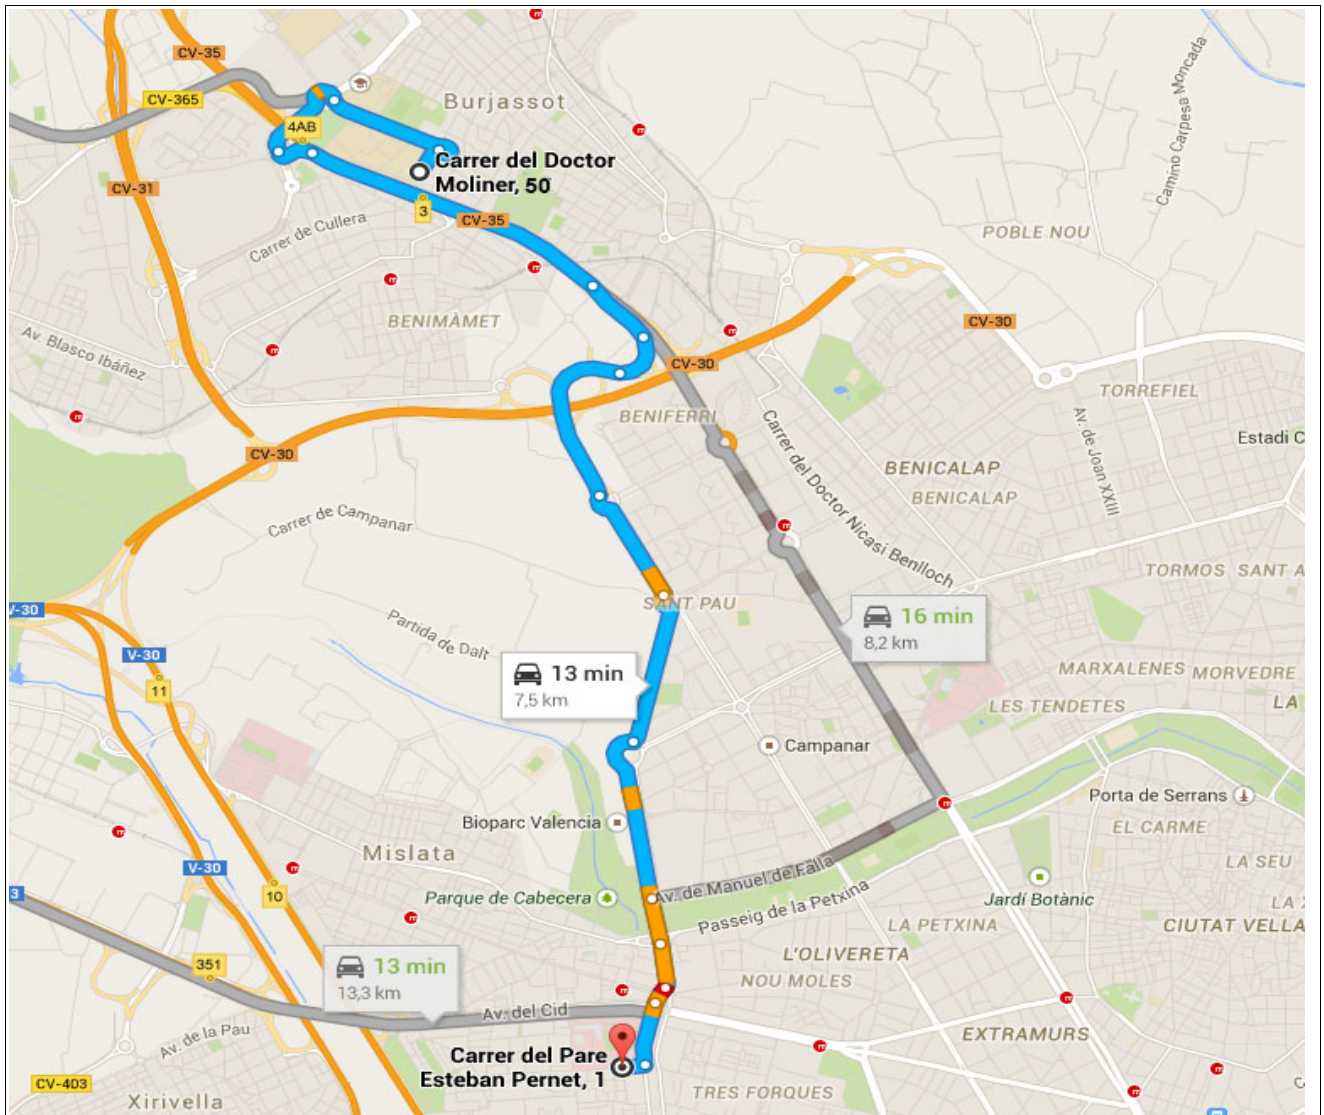 CV-35
CV-365
Burjassot
4AB
Carrer del Doctor
Moliner, 50
CV-31
3
CV-35
Carrer de Cullera
Camino Carpesa Moncada
POBLE NOU
BENIMÀMET
CV-30
Av. Blasco Ibáñez
CV-30
TORREFIEL
BENIFERRI
Av. de Joan XXIII
Estadi C
CV-30
Carrer del Doctor Nicasi Benlloch
BENICALAP
BENICALAP
Carrer de Campanar
TORMOS
SANT A
SANT PAU
V-30
16 min
8,2 km
Partida de Dalt
V-30
13 min
7,5 km
MARXALENES
MORVEDRE
11
LES TENDETES
LA
Campanar
Porta de Serrans
Bioparc Valencia
EL CARME
Mislata
LA SEU
V-30
Av. de Manuel de Falla
3
10
Parque de Cabecera
Passeig de la Petxina
Jardí Botànic
LA
LA PETXINA
CIUTAT VELLA
L'OLIVERETA
351
13 min
13,3 km
NOU MOLES
Av. del Cid
Av. de la Pau
EXTRAMURS
Carrer del Pare
Esteban Pernet, 1
CV-403
TRES FORQUES
C
Xirivella